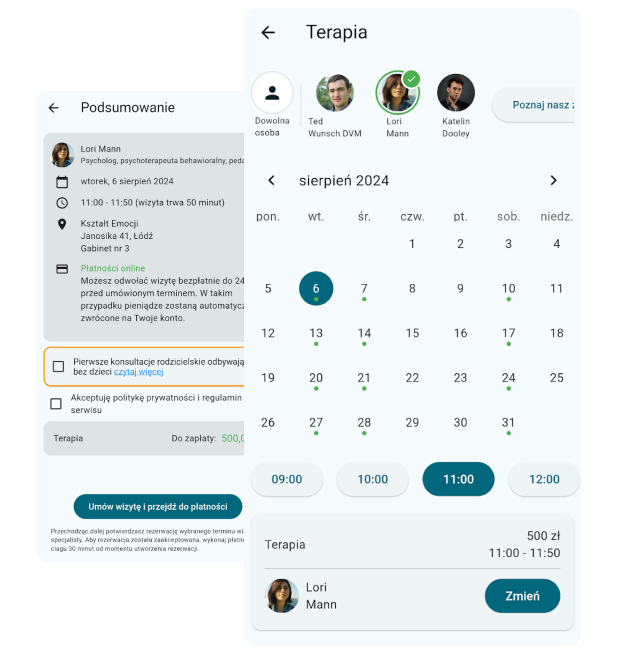 Podsumowanie
Lori Mann
Psycholog, psychoterapeuta behawioralny,
wtorek, 6 sierpień 2024
11:00 - 11:50 (wizyta trwa 50 minut)
Kształt Emocji
Janosika 41, Łódź
Gabinet nr 3
Płatności online
Możesz odwołać wizytę bezpłatnie do 24
przed umówionym terminem. W takim
przypadku pieniądze zostaną
zwrócone na Twoje konto.
Pierwsze konsultacje rodzicielskie odbywają
bez dzieci czytaj więcej
Akceptuję politykę prywatności i regulamin
serwisu
Terapia
Do zapłaty: 500,0
Umów wizytę i przejdź do płatności
Przechodząc dalej potwierdzasz rezerwację wybranego terminu
specjalisty. Aby rezerwacja została zaakceptowana, wykonaj
ciągu 30 minut od momentu utworzenia rezerwacji.
Terapia
Dowolna
osoba
Ted
Wunsch DVM
Lori
Mann
Katelin
Dooley
Poznaj nasz
sierpień 2024
pon. wt. śr. czw. pt. sob. niedz.
1 2 3 4
5 6 7 8 9 10 11
12 13 14 15 16 17 18
19 20 21 22 23 24 25
26 27 28 29 30 31
09:00 10:00 11:00 12:00
Terapia
500 zł
11:00 - 11:50
Lori
Mann
Zmień